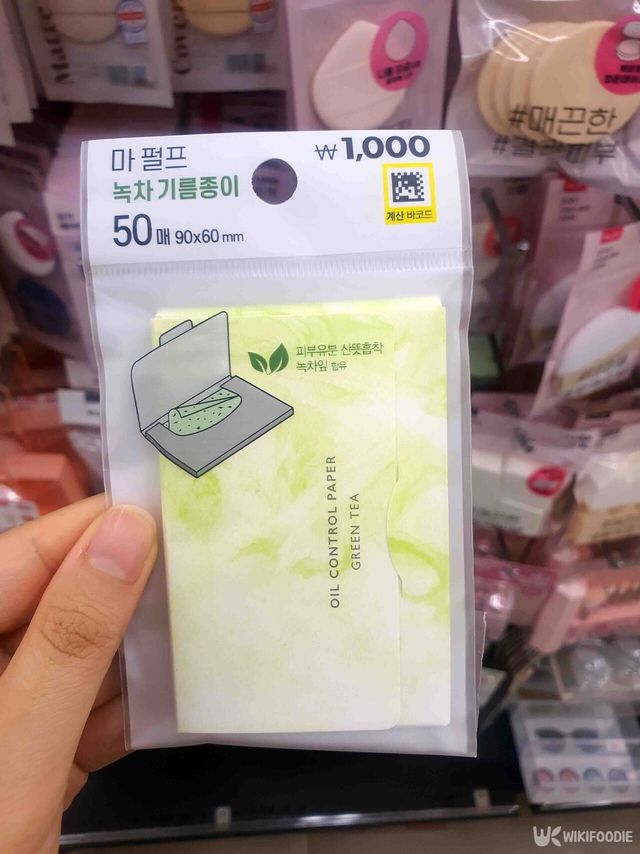 마 펄프
녹차 기름종이
50매 90x60 mm
₩1,000
계산 바코드
피부유분 산뜻흡착
녹차잎 함유
OIL CONTROL PAPER
GREEN TEA
#매끈한
WIKIFOODIE